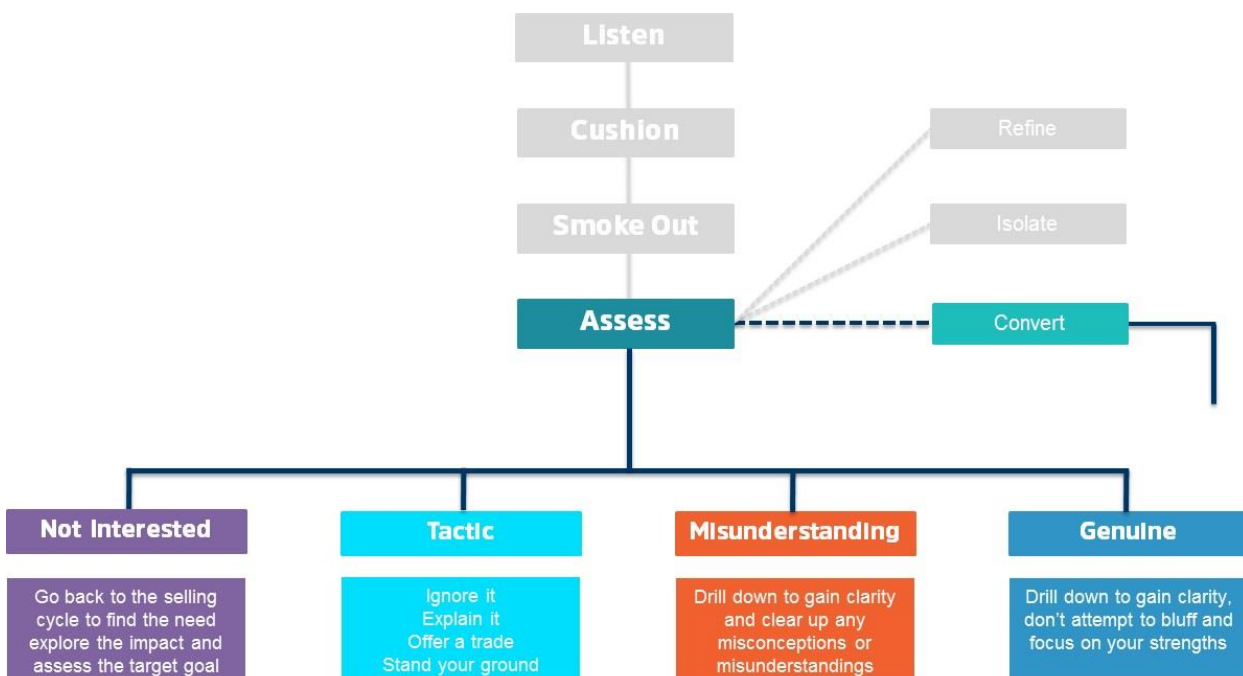 Listen
Cushion
Refine
Smoke Out
Isolate
Assess
Convert
Not Interested
Tactic
Misunderstanding
Genuine
Go back to the selling
cycle to find the need
explore the impact and
assess the target goal
Ignore it
Explain it
Offer a trade
Stand your ground
Drill down to gain clarity
and clear up any
misconceptions or
misunderstandings
Drill down to gain clarity,
don't attempt to bluff and
focus on your strengths